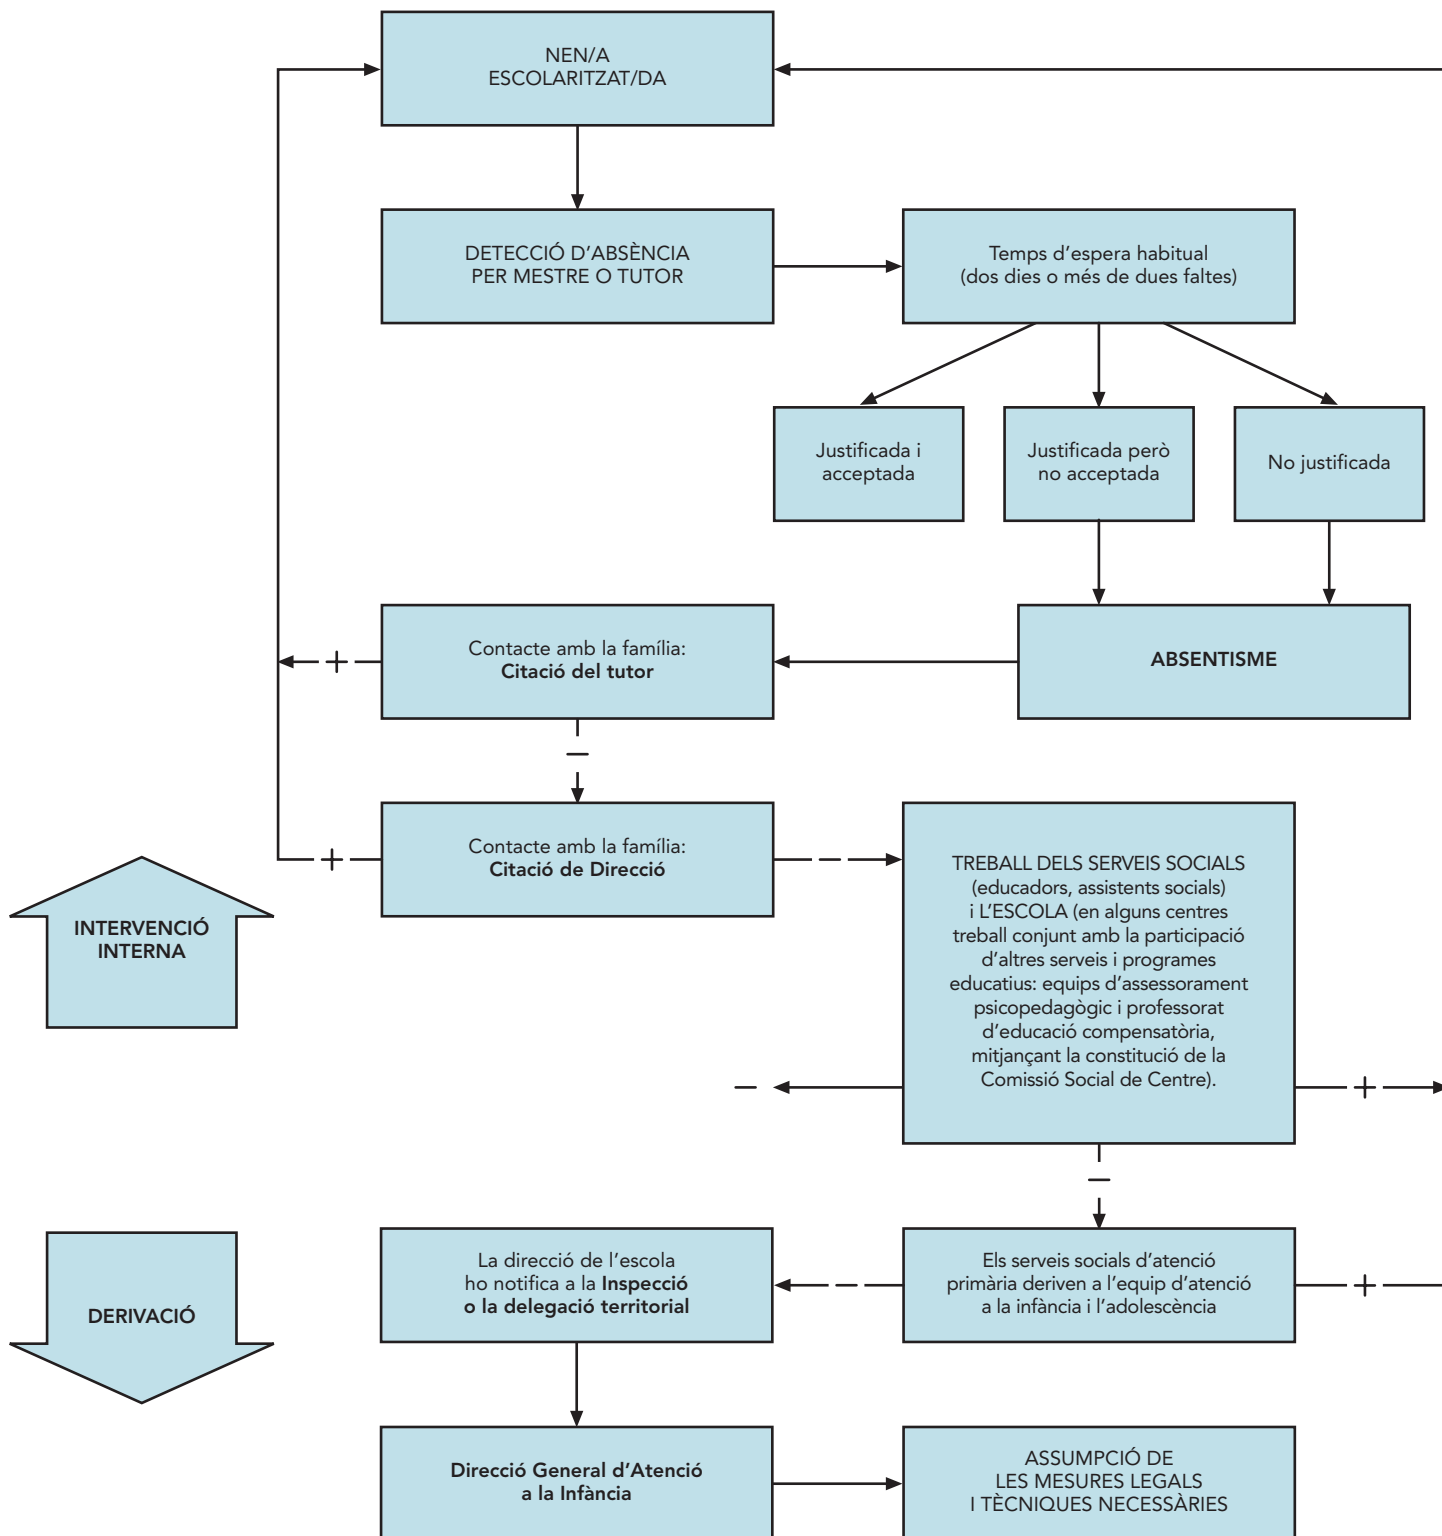 NEN/A
ESCOLARITZAT/DA
DETECCIÓ D’ABSÈNCIA
PER MESTRE O TUTOR
Temps d’espera habitual
(dos dies o més de dues faltes)
Justificada i
acceptada
Justificada però
no acceptada
No justificada
Contacte amb la família:
Citació del tutor
ABSENTISME
+
–
Contacte amb la família:
Citació de Direcció
+
–
TREBALL DELS SERVEIS SOCIALS
(educadors, assistents socials)
i L’ESCOLA (en alguns centres
treball conjunt amb la participació
d’altres serveis i programes
educatius: equips d’assessorament
psicopedagògic i professorat
d’educació compensatòria,
mitjançant la constitució de la
Comissió Social de Centre).
INTERVENCIÓ
INTERNA
–
+
–
DERIVACIÓ
La direcció de l’escola
ho notifica a la Inspecció
o la delegació territorial
–
Els serveis socials d’atenció
primària deriven a l’equip d’atenció
a la infància i l’adolescència
+
Direcció General d’Atenció
a la Infància
ASSUMPCIÓ DE
LES MESURES LEGALS
I TÈCNIQUES NECESSÀRIES